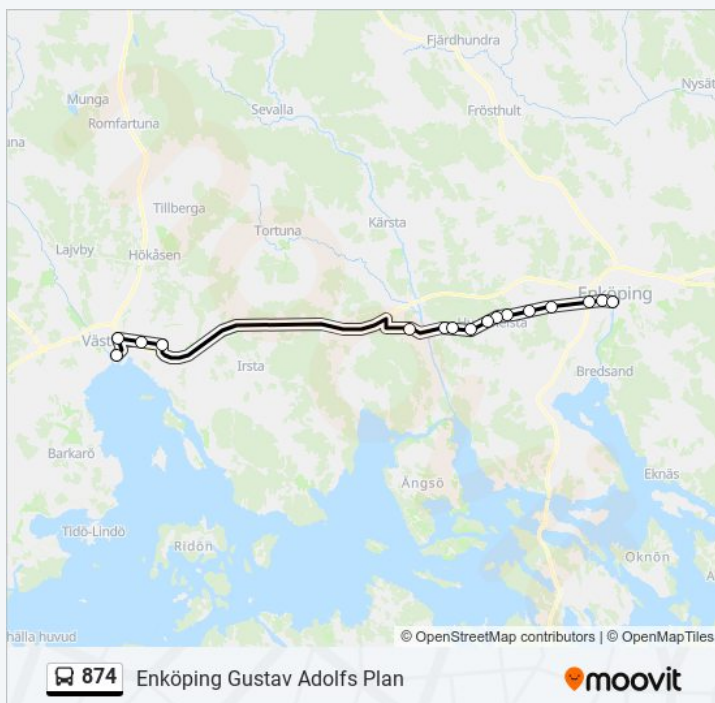 Fjärdhundra
Nysät
Munga
Sevalla
Frösthult
Romfartuna
una
Tillberga
Kärsta
Tortuna
Lajvby
Hökåsen
Enköping
Väst
Irsta
Bredsand
Barkarö
Ängsö
Eknäs
Tidö-Lindö
Ridön
Oknön
hälla huvud
© OpenStreetMap contributors | © OpenMapTiles
874 Enköping Gustav Adolfs Plan moovit